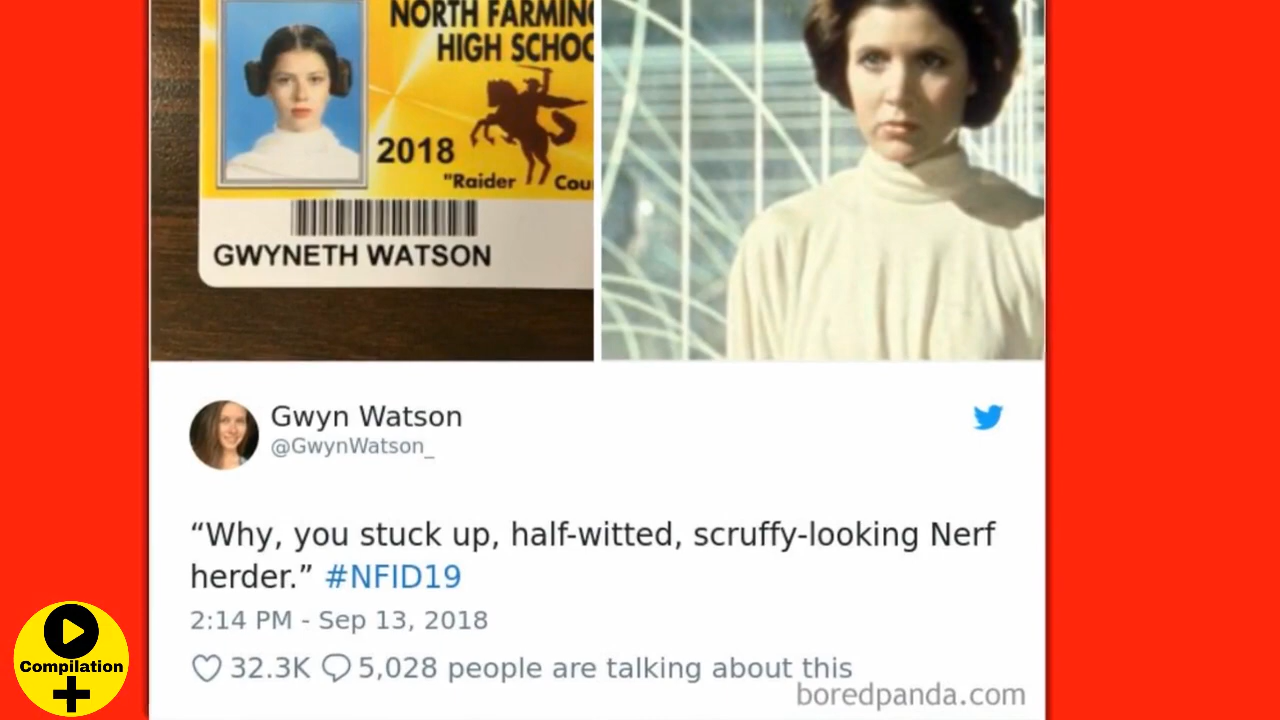 NORTH FARMING
HIGH SCHOO
2018
"Raider Cou
GWYNETH WATSON
Gwyn Watson
@GwynWatson_
“Why, you stuck up, half-witted, scruffy-looking Nerf
herder.” #NFID19
2:14 PM - Sep 13, 2018
32.3K 5,028 people are talking about this
boredpanda.com
Compilation